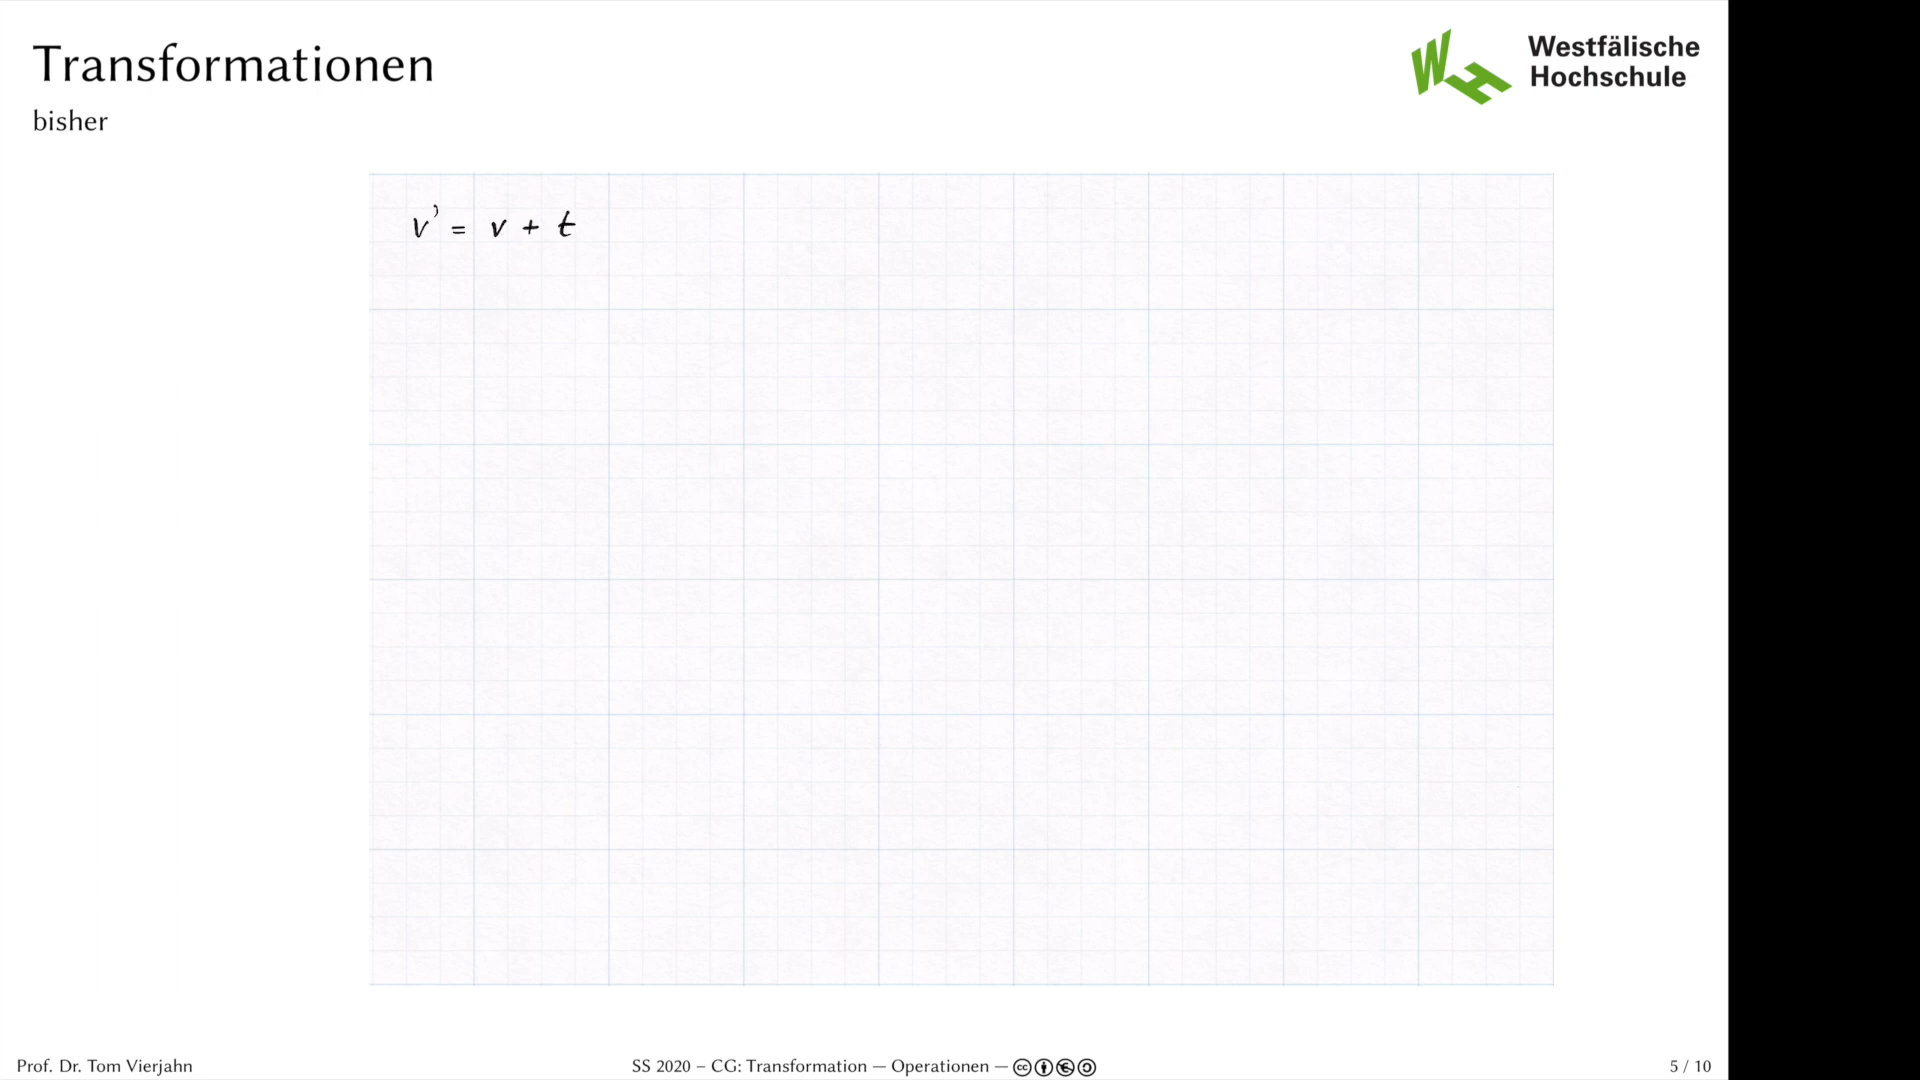 Transformationen
bisher
Westfälische
Hochschule
v' = v + t
Prof. Dr. Tom Vierjahn
SS 2020 – CG: Transformation — Operationen —
5 / 10